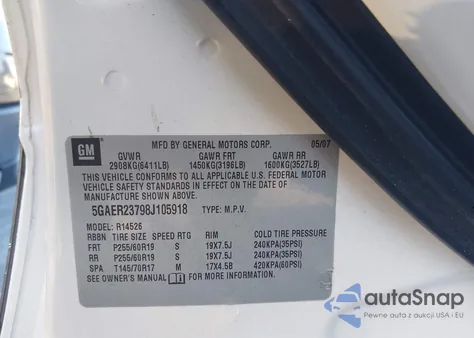 GM
MFD BY GENERAL MOTORS CORP. 05/07
GVWR GAWR FRT GAWR RR
2908KG(6411LB) 1450KG(3196LB) 1600KG(3527LB)
THIS VEHICLE CONFORMS TO ALL APPLICABLE U.S. FEDERAL MOTOR
VEHICLE SAFETY STANDARDS IN EFFECT ON THE DATE OF
MANUFACTURE SHOWN ABOVE.
5GAER23798J105918 TYPE: M.P.V.
MODEL: R14526
RBBN TIRE SIZE SPEED RTG RIM COLD TIRE PRESSURE
FRT P255/60R19 S 19X7.5J 240KPA(35PSI)
RR P255/60R19 S 19X7.5J 240KPA(35PSI)
SPA T145/70R17 M 17X4.5B 420KPA(60PSI)
SEE OWNER'S MANUAL FOR MORE INFORMATION.
autaSnap
Pewne auta z aukcji USA i EU